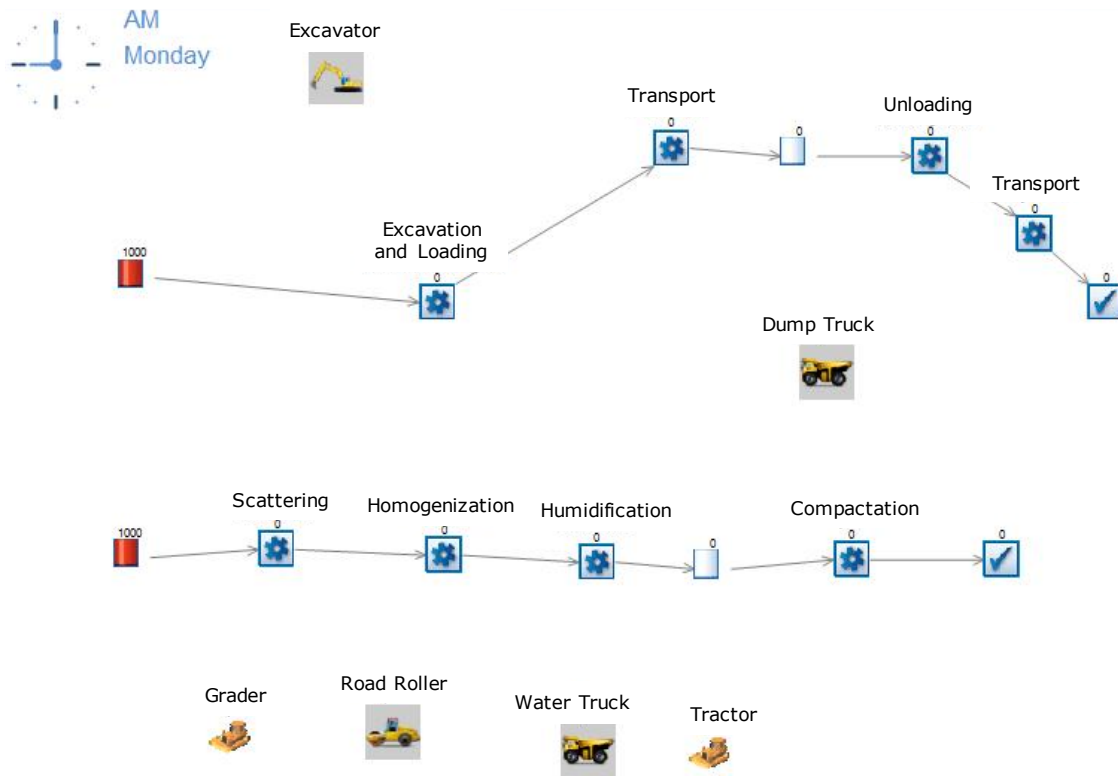 AM
Monday
Excavator
Transport
0
0
Unloading
0
Transport
0
Excavation
and Loading
0
1000
0
Dump Truck
Scattering
0
Homogenization
0
Humidification
0
0
Compactation
0
0
1000
Grader
Road Roller
Water Truck
Tractor